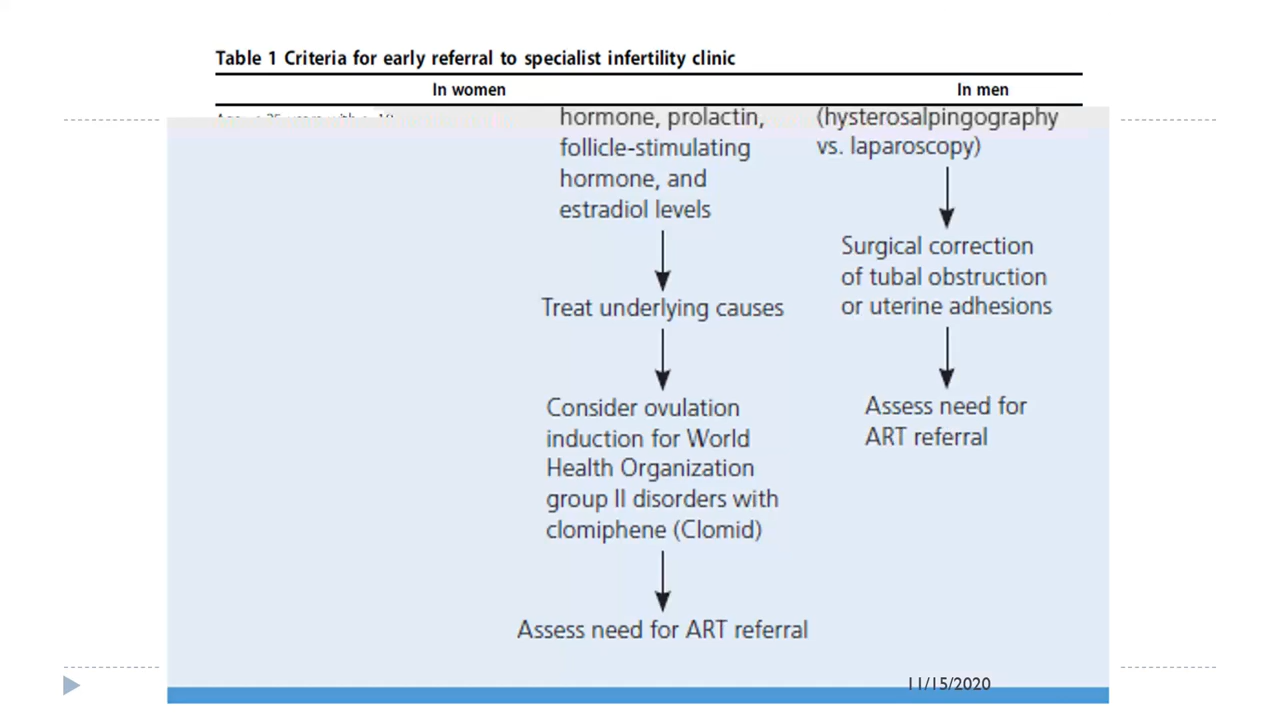 Table 1 Criteria for early referral to specialist infertility clinic
In women In men
hormone, prolactin,
follicle-stimulating
hormone, and
estradiol levels
Treat underlying causes
Consider ovulation
induction for World
Health Organization
group II disorders with
clomiphene (Clomid)
Assess need for ART referral
(hysterosalpingography
vs. laparoscopy)
Surgical correction
of tubal obstruction
or uterine adhesions
Assess need for
ART referral
11/15/2020